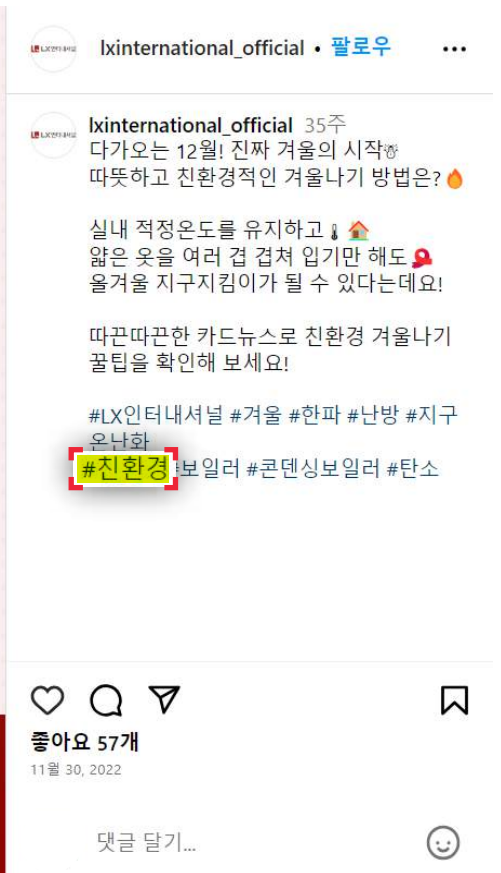 lxinternational_official • 팔로우
lxinternational_official 35주
다가오는 12월! 진짜 겨울의 시작☃
따뜻하고 친환경적인 겨울나기 방법은?🔥
실내 적정온도를 유지하고🌡🏠
얇은 옷을 여러 겹 겹쳐 입기만 해도🧣
올겨울 지구지킴이가 될 수 있다는데요!
따끈따끈한 카드뉴스로 친환경 겨울나기
꿀팁을 확인해 보세요!
#LX인터내셔널 #겨울 #한파 #난방 #지구
온난화
#친환경 #보일러 #콘덴싱보일러 #탄소
좋아요 57개
11월 30, 2022
댓글 달기...